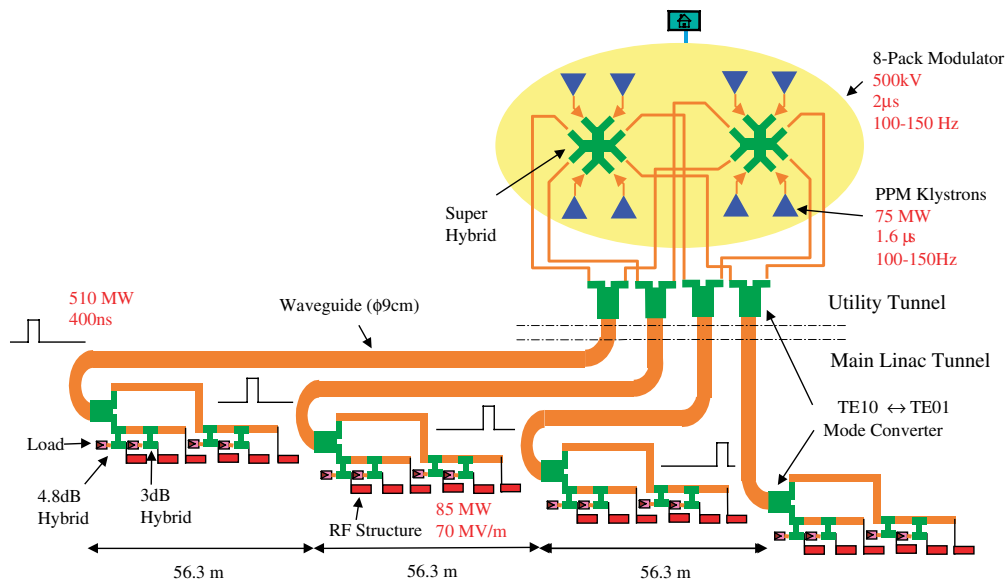 8-Pack Modulator
500kV
2μs
100-150 Hz
PPM Klystrons
75 MW
1.6 μs
100-150Hz
Super
Hybrid
510 MW
400ns
Waveguide (φ9cm)
Utility Tunnel
Main Linac Tunnel
TE10 ↔ TE01
Mode Converter
Load
4.8dB
Hybrid
3dB
Hybrid
RF Structure
85 MW
70 MV/m
56.3 m
56.3 m
56.3 m